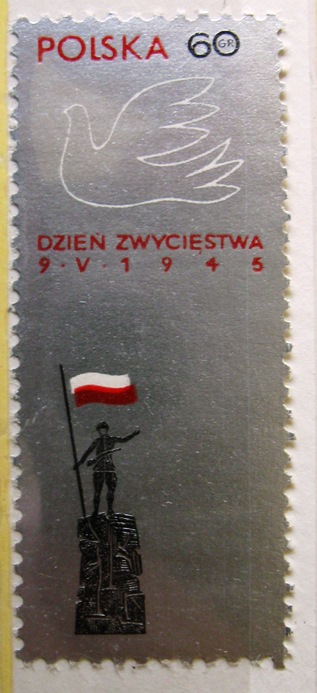 POLSKA 60 GR
DZIEŃ ZWYCIĘSTWA
9·V·1945